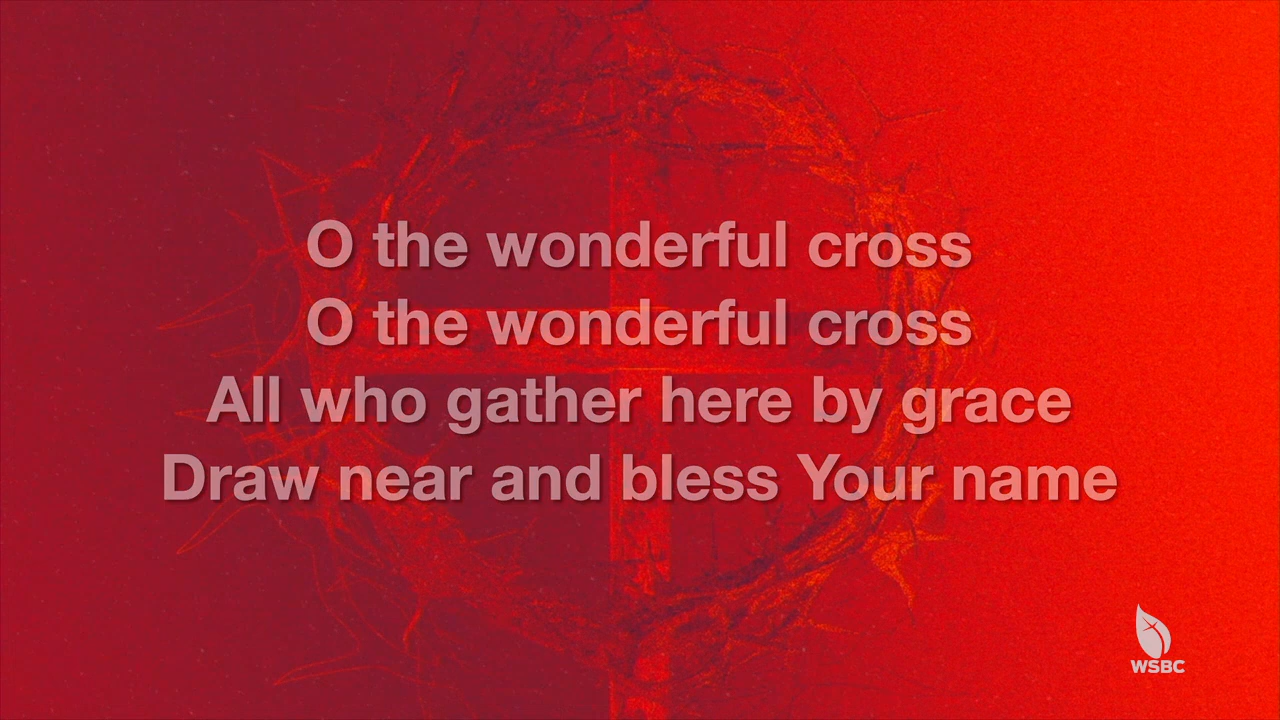 O the wonderful cross
O the wonderful cross
All who gather here by grace
Draw near and bless Your name
WSBC